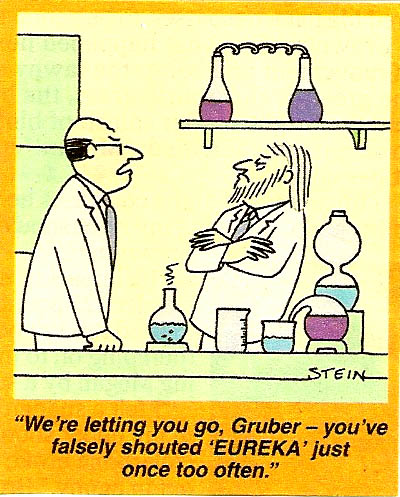 STEIN
"We're letting you go, Gruber – you've
falsely shouted 'EUREKA' just
once too often."